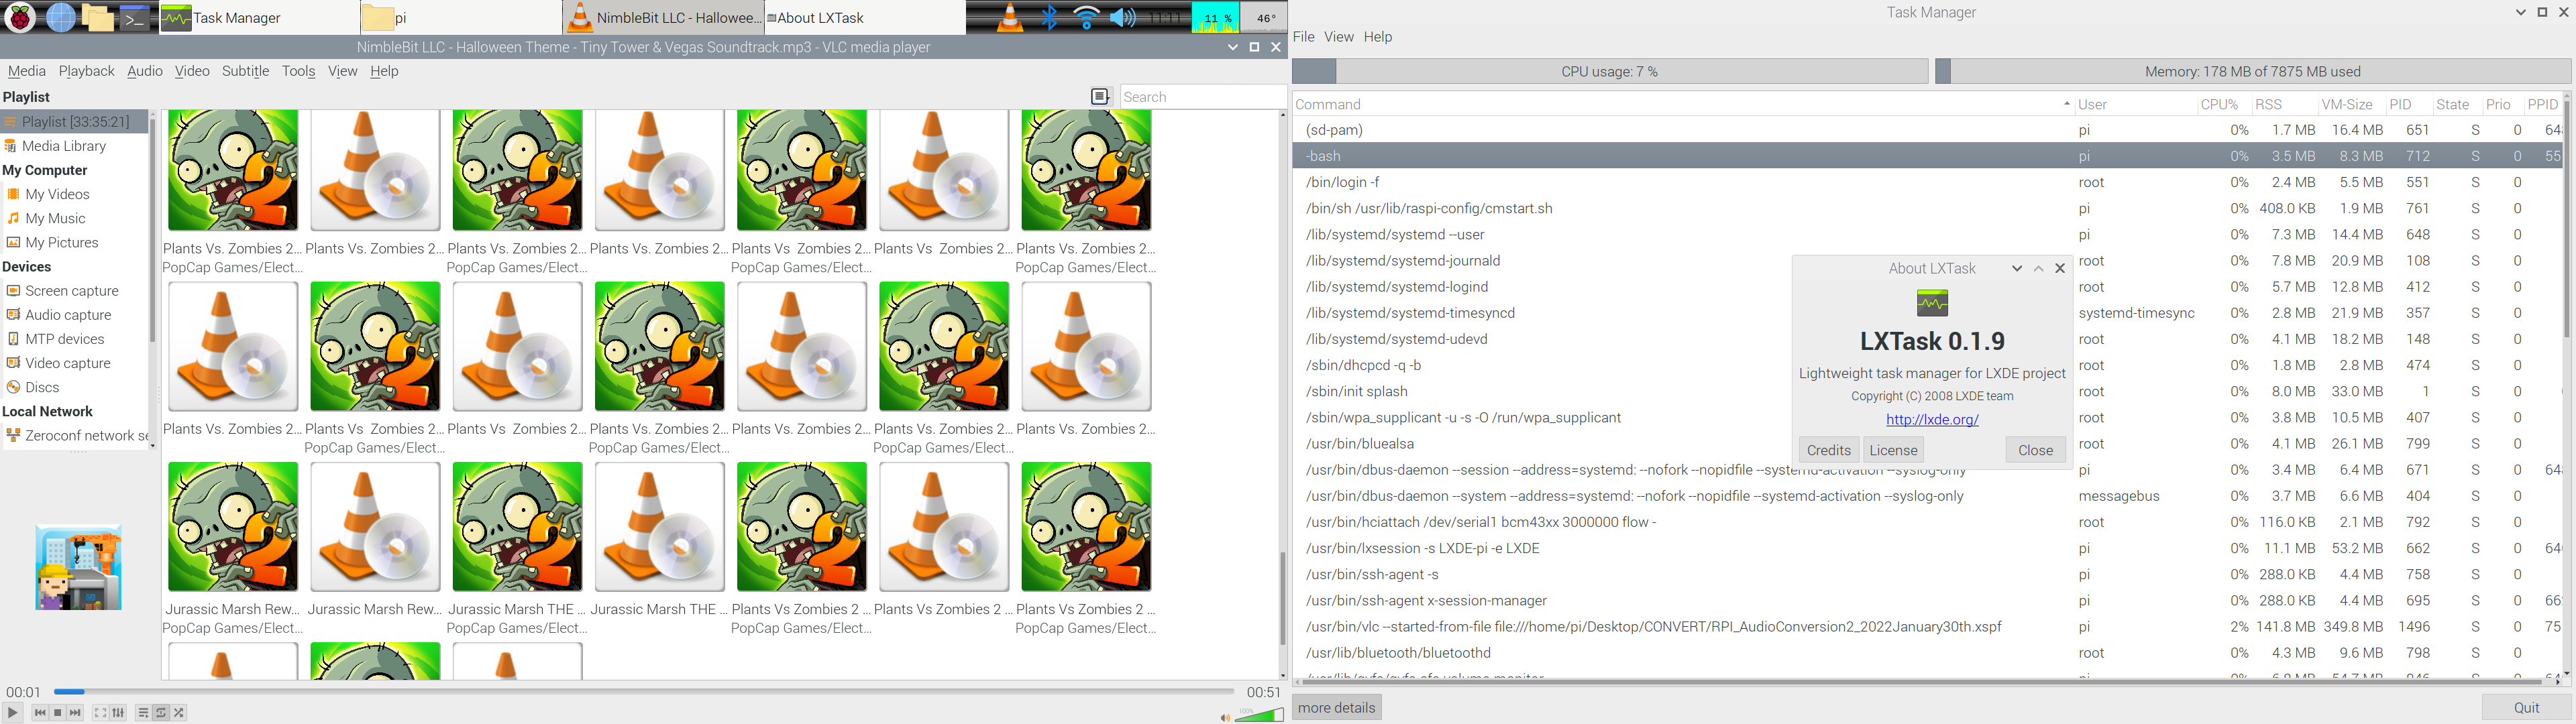 Task Manager
pi
NimbleBit LLC - Hallowee...
About LXTask
11:11
11 %
46°
NimbleBit LLC - Halloween Theme - Tiny Tower & Vegas Soundtrack.mp3 - VLC media player
Media Playback Audio Video Subtitle Tools View Help
Playlist
Search
Playlist [33:35:21]
Media Library
My Computer
My Videos
My Music
My Pictures
Devices
Screen capture
Audio capture
MTP devices
Video capture
Discs
Local Network
Zeroconf network se
Plants Vs. Zombies 2... Plants Vs. Zombies 2... Plants Vs. Zombies 2... Plants Vs. Zombies 2... Plants Vs  Zombies 2... Plants Vs  Zombies 2... Plants Vs. Zombies 2...
PopCap Games/Elect... PopCap Games/Elect... PopCap Games/Elect... PopCap Games/Elect...
Plants Vs. Zombies 2... Plants Vs  Zombies 2... Plants Vs  Zombies 2... Plants Vs. Zombies 2... Plants Vs. Zombies 2... Plants Vs. Zombies 2... Plants Vs. Zombies 2...
PopCap Games/Elect... PopCap Games/Elect... PopCap Games/Elect...
Jurassic Marsh Rew... Jurassic Marsh Rew... Jurassic Marsh THE ... Jurassic Marsh THE ... Plants Vs Zombies 2 ... Plants Vs Zombies 2 ... Plants Vs Zombies 2 ...
PopCap Games/Elect... PopCap Games/Elect... PopCap Games/Elect... PopCap Games/Elect...
00:01
00:51
100%
Task Manager
File View Help
CPU usage: 7 %
Memory: 178 MB of 7875 MB used
Command User CPU% RSS VM-Size PID State Prio PPID
(sd-pam) pi 0% 1.7 MB 16.4 MB 651 S 0 64
-bash pi 0% 3.5 MB 8.3 MB 712 S 0 55
/bin/login -f root 0% 2.4 MB 5.5 MB 551 S 0
/bin/sh /usr/lib/raspi-config/cmstart.sh pi 0% 408.0 KB 1.9 MB 761 S 0
/lib/systemd/systemd --user pi 0% 7.3 MB 14.4 MB 648 S 0
/lib/systemd/systemd-journald root 0% 7.8 MB 20.9 MB 108 S 0
/lib/systemd/systemd-logind root 0% 5.7 MB 12.8 MB 412 S 0
/lib/systemd/systemd-timesyncd systemd-timesync 0% 2.8 MB 21.9 MB 357 S 0
/lib/systemd/systemd-udevd root 0% 4.1 MB 18.2 MB 148 S 0
/sbin/dhcpcd -q -b root 0% 1.8 MB 2.8 MB 474 S 0
/sbin/init splash root 0% 8.0 MB 33.0 MB 1 S 0
/sbin/wpa_supplicant -u -s -O /run/wpa_supplicant root 0% 3.8 MB 10.5 MB 407 S 0
/usr/bin/bluealsa root 0% 4.1 MB 26.1 MB 799 S 0
/usr/bin/dbus-daemon --session --address=systemd: --nofork --nopidfile --systemd-activation --syslog-only pi 0% 3.4 MB 6.4 MB 671 S 0 64
/usr/bin/dbus-daemon --system --address=systemd: --nofork --nopidfile --systemd-activation --syslog-only messagebus 0% 3.7 MB 6.6 MB 404 S 0
/usr/bin/hciattach /dev/serial1 bcm43xx 3000000 flow - root 0% 116.0 KB 2.1 MB 792 S 0
/usr/bin/lxsession -s LXDE-pi -e LXDE pi 0% 11.1 MB 53.2 MB 662 S 0 64
/usr/bin/ssh-agent -s pi 0% 288.0 KB 4.4 MB 758 S 0
/usr/bin/ssh-agent x-session-manager pi 0% 288.0 KB 4.4 MB 695 S 0 66
/usr/bin/vlc --started-from-file file:///home/pi/Desktop/CONVERT/RPI_AudioConversion2_2022January30th.xspf pi 2% 141.8 MB 349.8 MB 1496 S 0 75
/usr/lib/bluetooth/bluetoothd root 0% 4.3 MB 9.6 MB 798 S 0
About LXTask
LXTask 0.1.9
Lightweight task manager for LXDE project
Copyright (C) 2008 LXDE team
http://lxde.org/
Credits License Close
more details
Quit